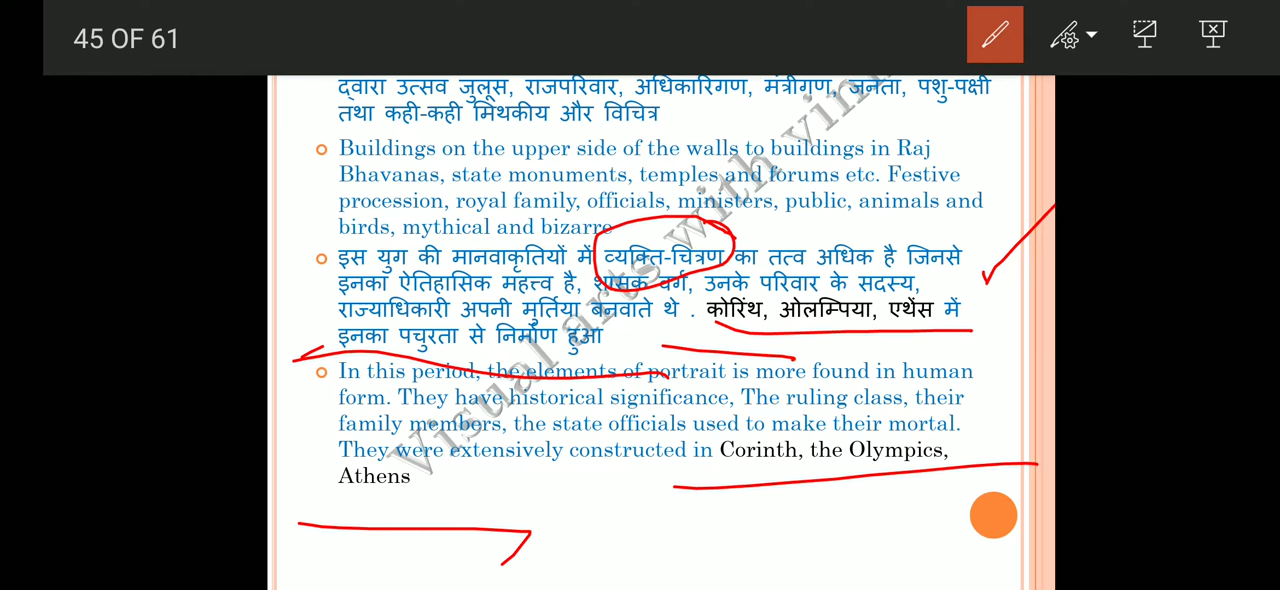 45 OF 61
द्वारा उत्सव जुलूस, राजपरिवार, अधिकारिगण, मंत्रीगण, जनता, पशु-पक्षी
तथा कही-कही मिथकीय और विचित्र
Buildings on the upper side of the walls to buildings in Raj
Bhavanas, state monuments, temples and forums etc. Festive
procession, royal family, officials, ministers, public, animals and
birds, mythical and bizarre
इस युग की मानवाकृतियों में व्यक्ति-चित्रण का तत्व अधिक है जिनसे
इनका ऐतिहासिक महत्त्व है, शासक वर्ग, उनके परिवार के सदस्य,
राज्याधिकारी अपनी मुर्तिया बनवाते थे . कोरिंथ, ओलम्पिया, एथेंस में
इनका पचुरता से निर्माण हुआ
In this period, the elements of portrait is more found in human
form. They have historical significance, The ruling class, their
family members, the state officials used to make their mortal.
They were extensively constructed in Corinth, the Olympics,
Athens
Visual arts with vin